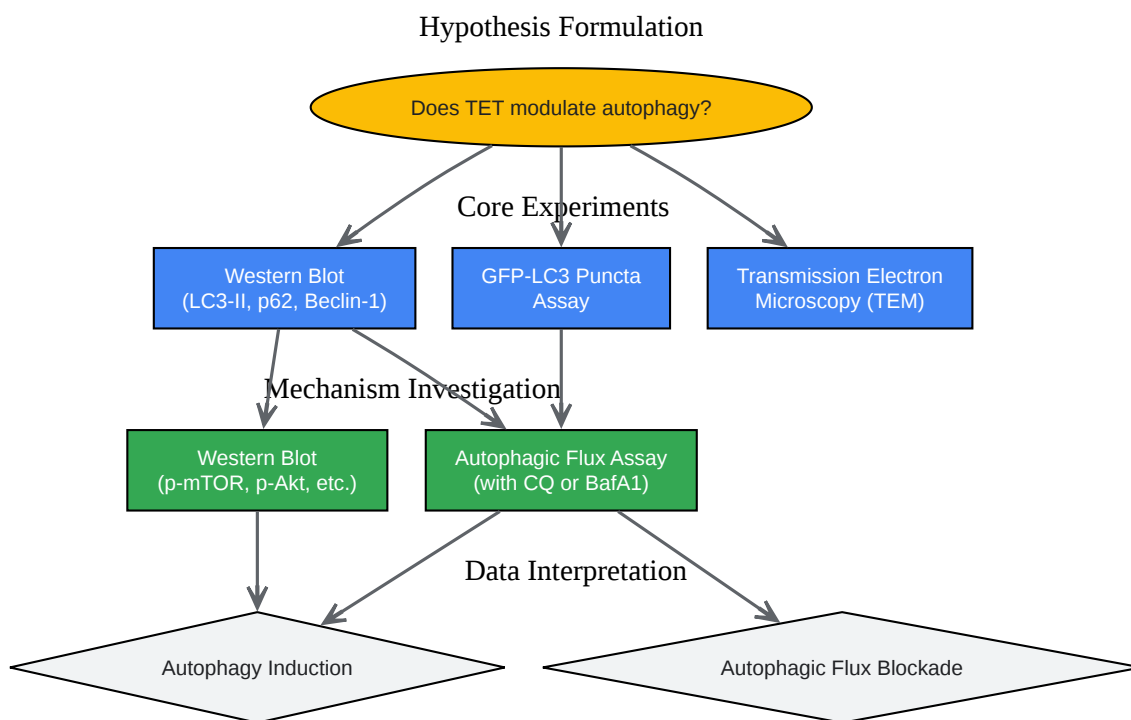 Hypothesis Formulation
Does TET modulate autophagy?
Core Experiments
Western Blot
(LC3-II, p62, Beclin-1)
GFP-LC3 Puncta
Assay
Transmission Electron
Microscopy (TEM)
Mechanism Investigation
Western Blot
(p-mTOR, p-Akt, etc.)
Autophagic Flux Assay
(with CQ or BafA1)
Data Interpretation
Autophagy Induction
Autophagic Flux Blockade